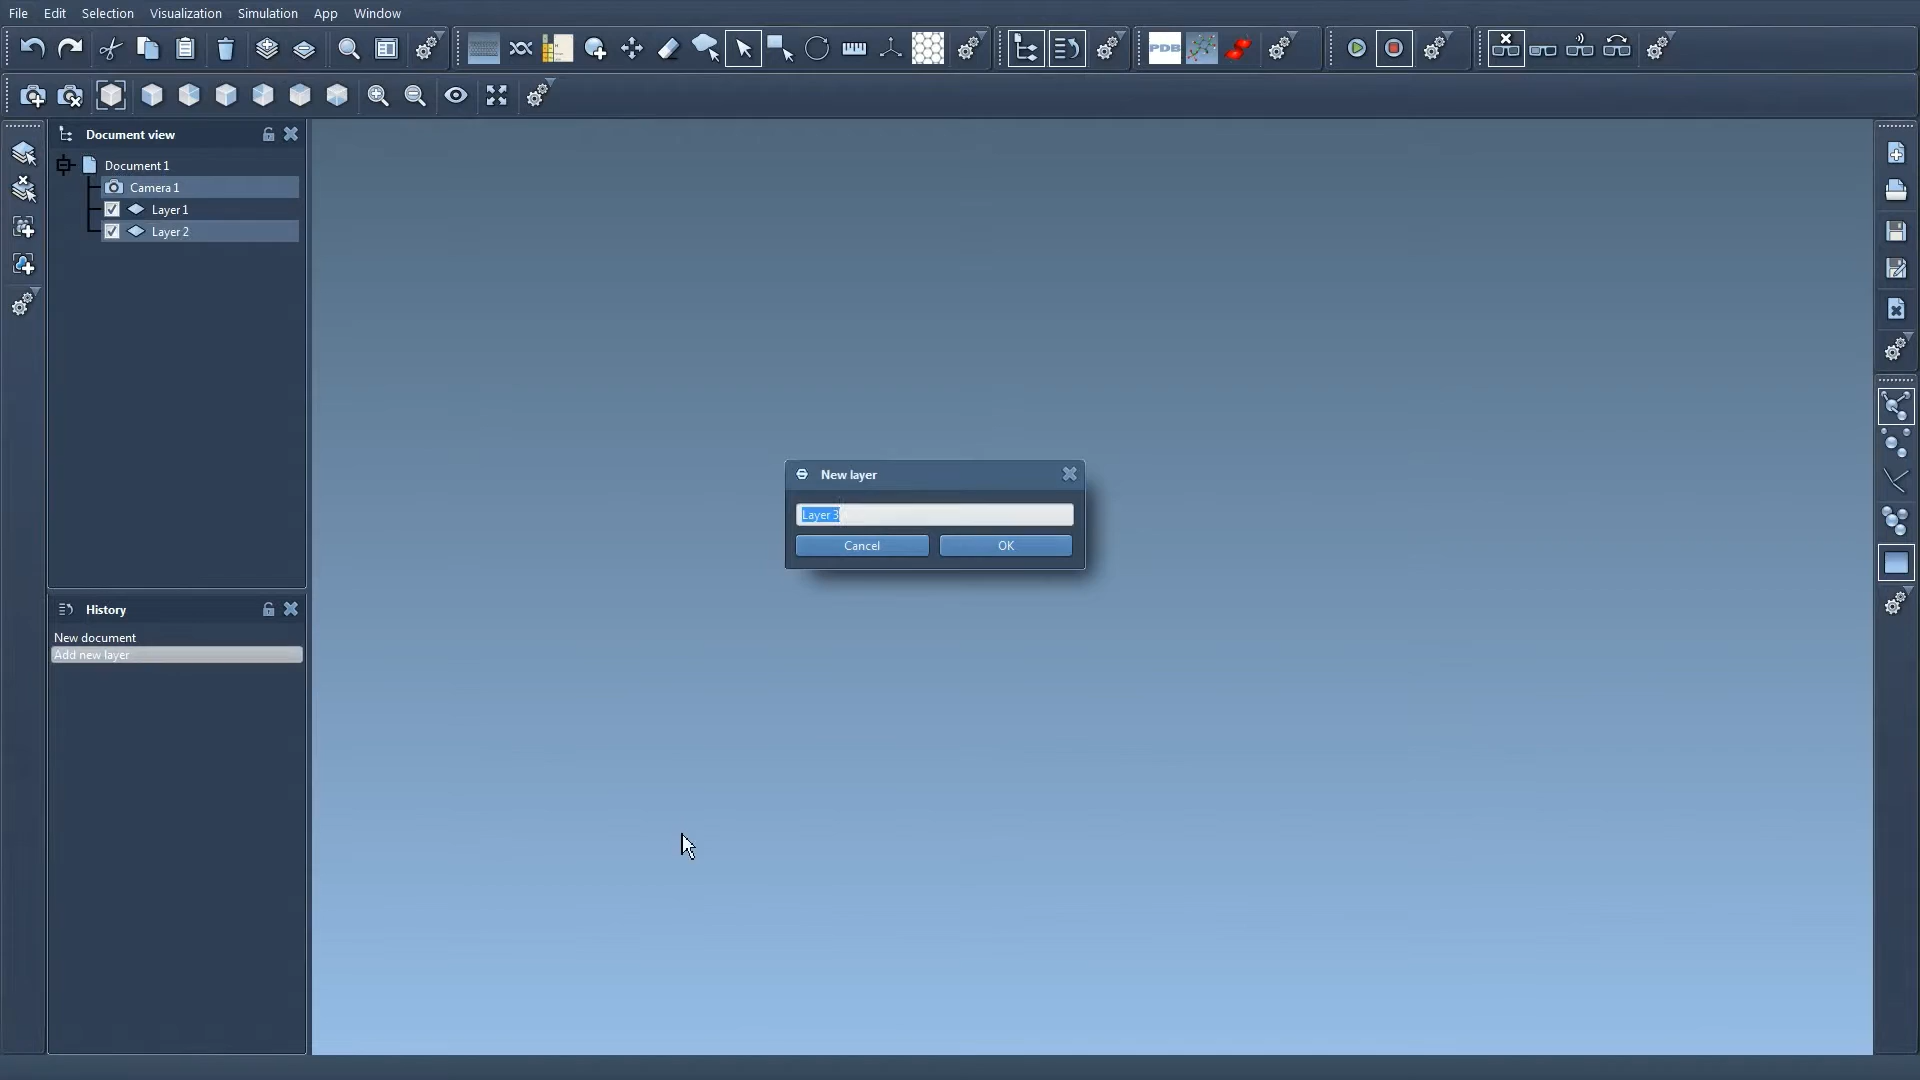 File Edit Selection Visualization Simulation App Window
PDB
Document view
Document 1
Camera 1
Layer 1
Layer 2
New layer
Layer 3
Cancel OK
History
New document
Add new layer